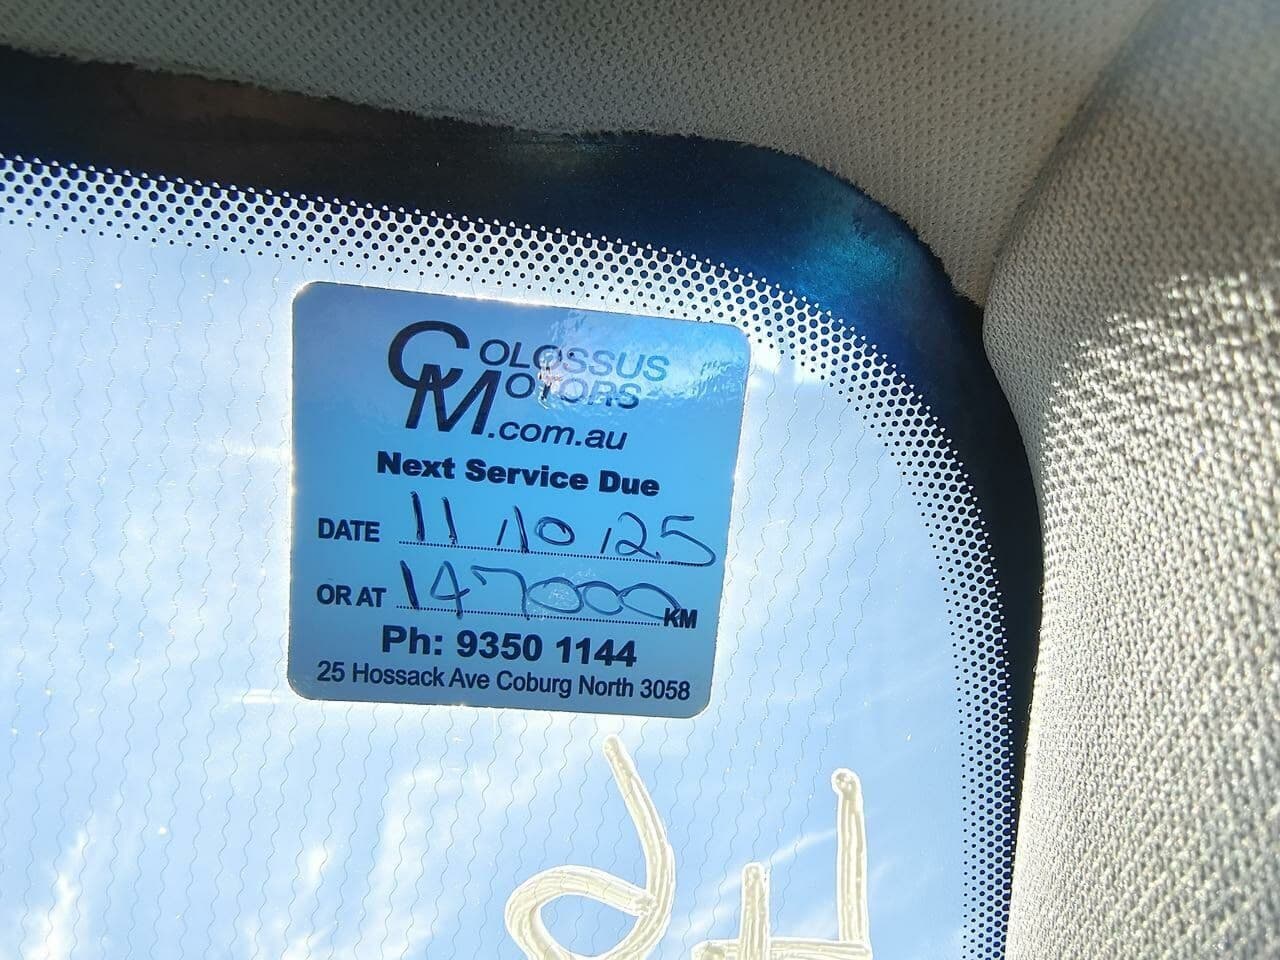 COLOSSUS
MOTORS
.com.au
Next Service Due
DATE 11/10/25
OR AT 147000 KM
Ph: 9350 1144
25 Hossack Ave Coburg North 3058